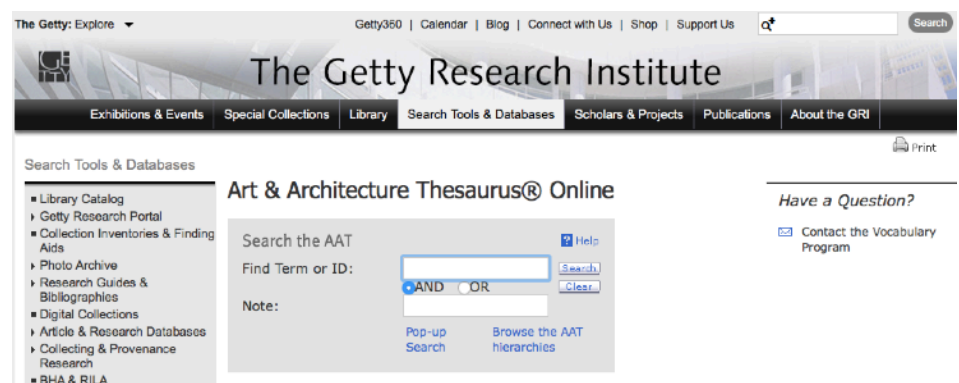 The Getty: Explore
Getty360 | Calendar | Blog | Connect with Us | Shop | Support Us
Search
GETTY
The Getty Research Institute
Exhibitions & Events Special Collections Library Search Tools & Databases Scholars & Projects Publications About the GRI
Print
Search Tools & Databases
Library Catalog
Getty Research Portal
Collection Inventories & Finding
Aids
Photo Archive
Research Guides &
Bibliographies
Digital Collections
Article & Research Databases
Collecting & Provenance
Research
BHA & RILA
Art & Architecture Thesaurus® Online
Search the AAT
? Help
Find Term or ID:
Search
AND OR
Clear
Note:
Pop-up
Search
Browse the AAT
hierarchies
Have a Question?
Contact the Vocabulary
Program